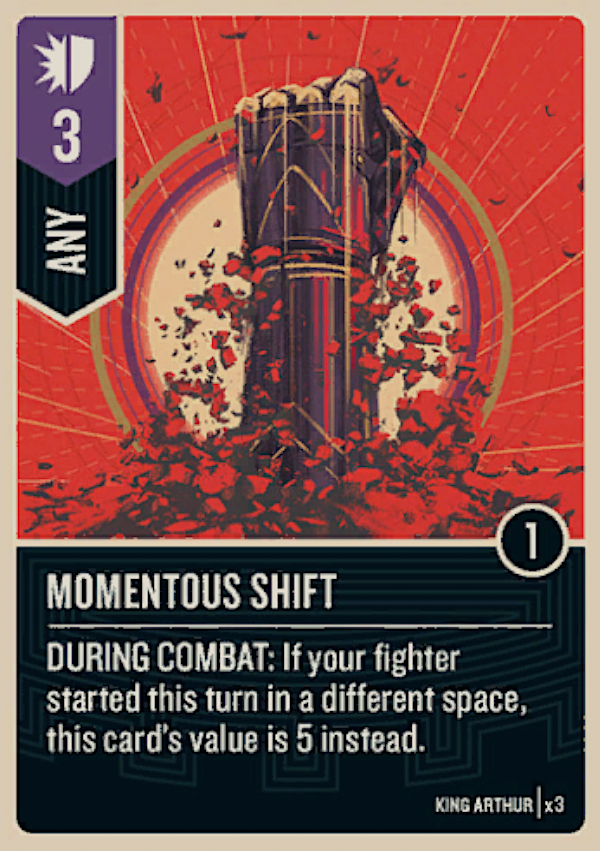 3
ANY
1
MOMENTOUS SHIFT
DURING COMBAT: If your fighter
started this turn in a different space,
this card's value is 5 instead.
KING ARTHUR | x3